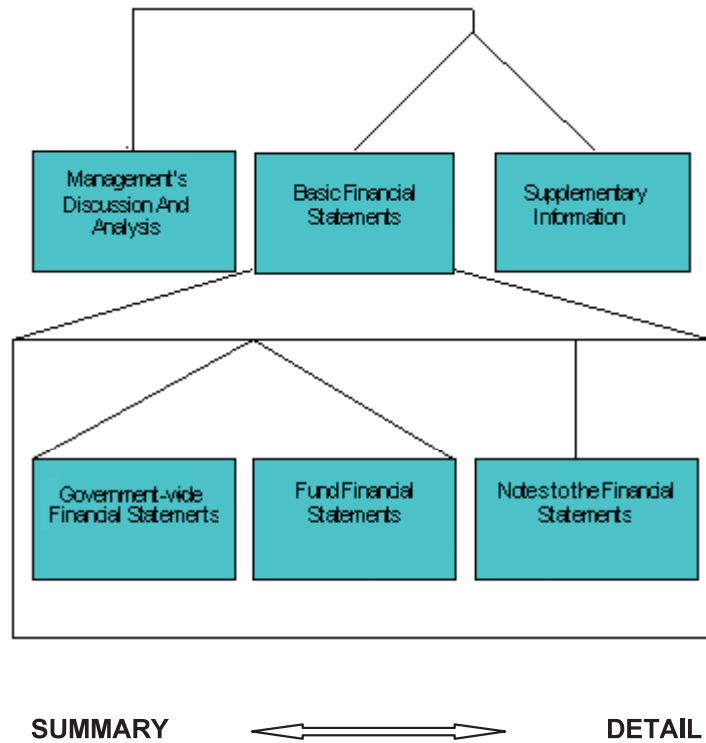 Management's
Discussion And
Analysis
Basic Financial
Statements
Supplementary
Information
Government-wide
Financial Statements
Fund Financial
Statements
Notes to the Financial
Statements
SUMMARY DETAIL